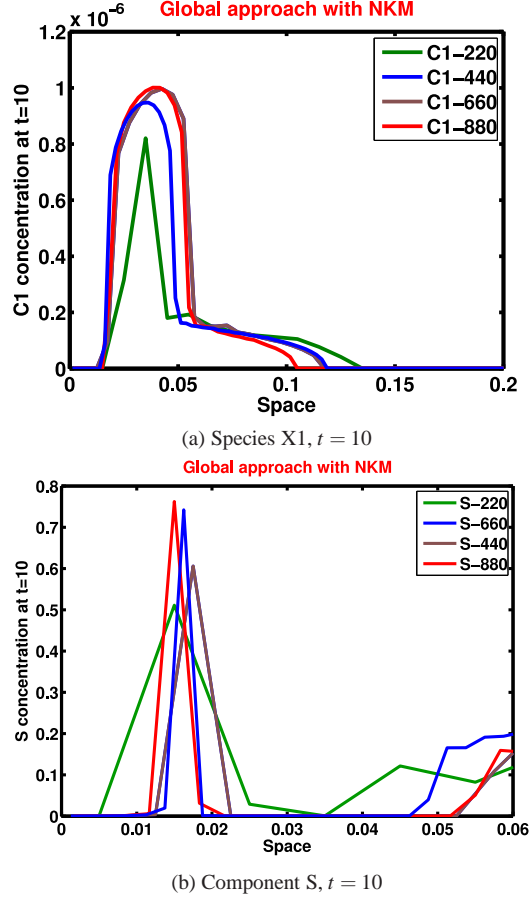 Global approach with NKM
x 10⁻⁶
1.2
1
0.8
0.6
0.4
0.2
0
C1 concentration at t=10
C1−220
C1−440
C1−660
C1−880
0 0.05 0.1 0.15 0.2
Space
(a) Species X1, t = 10
Global approach with NKM
0.8
0.7
0.6
0.5
0.4
0.3
0.2
0.1
0
S concentration at t=10
S−220
S−660
S−440
S−880
0 0.01 0.02 0.03 0.04 0.05 0.06
Space
(b) Component S, t = 10